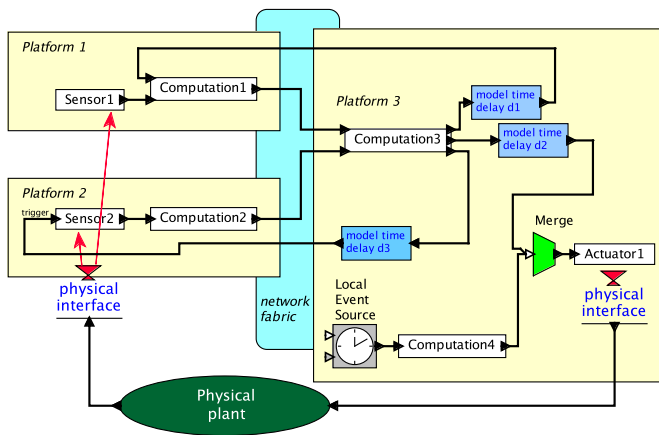 Platform 1
Computation1
Sensor1
Platform 2
trigger
Sensor2
Computation2
physical
interface
network
fabric
Platform 3
Computation3
model time
delay d1
model time
delay d2
model time
delay d3
Merge
Actuator1
physical
interface
Local
Event
Source
Computation4
Physical
plant